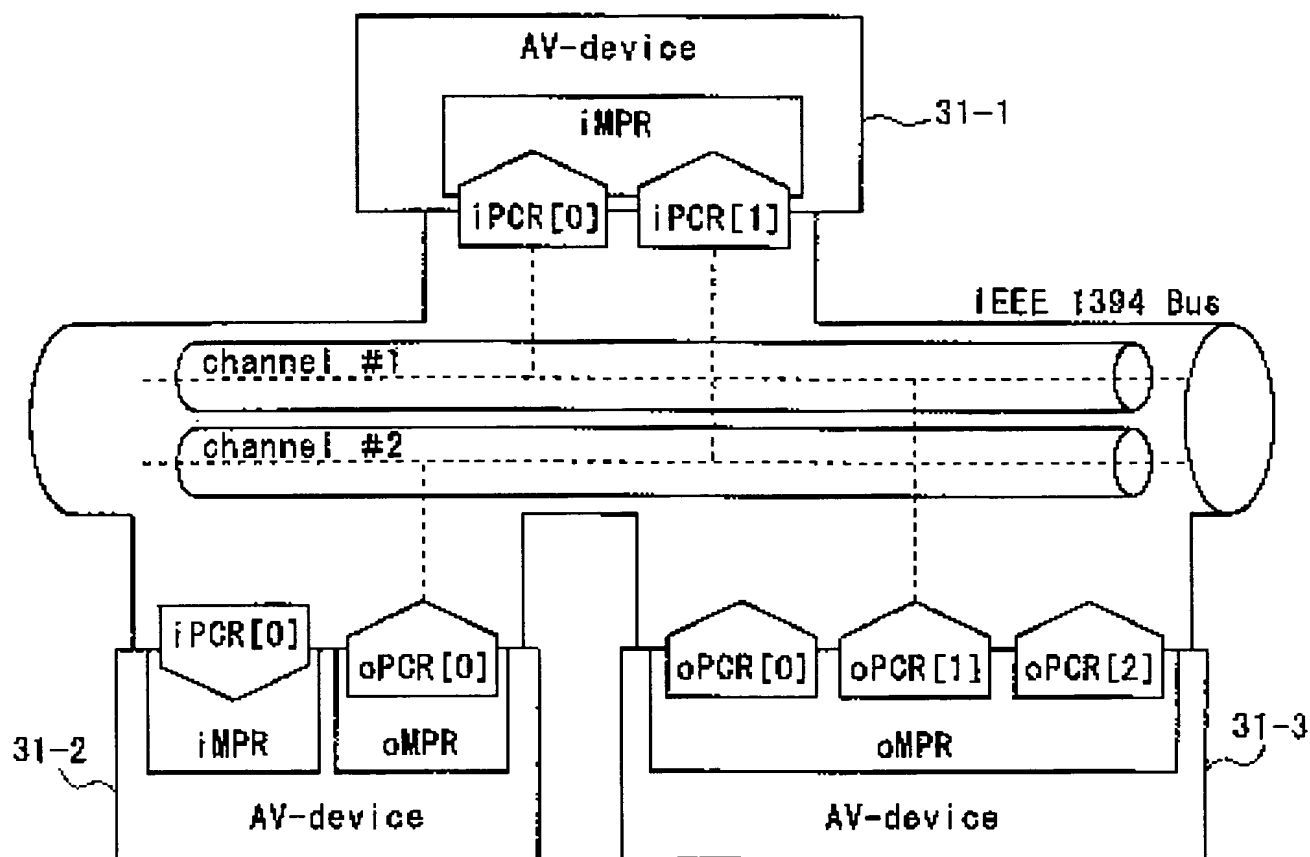 AV-device
iMPR
31-1
iPCR[0]
iPCR[1]
IEEE 1394 Bus
channel #1
channel #2
iPCR[0]
oPCR[0]
oPCR[0]
oPCR[1]
oPCR[2]
iMPR
oMPR
oMPR
31-2
31-3
AV-device
AV-device